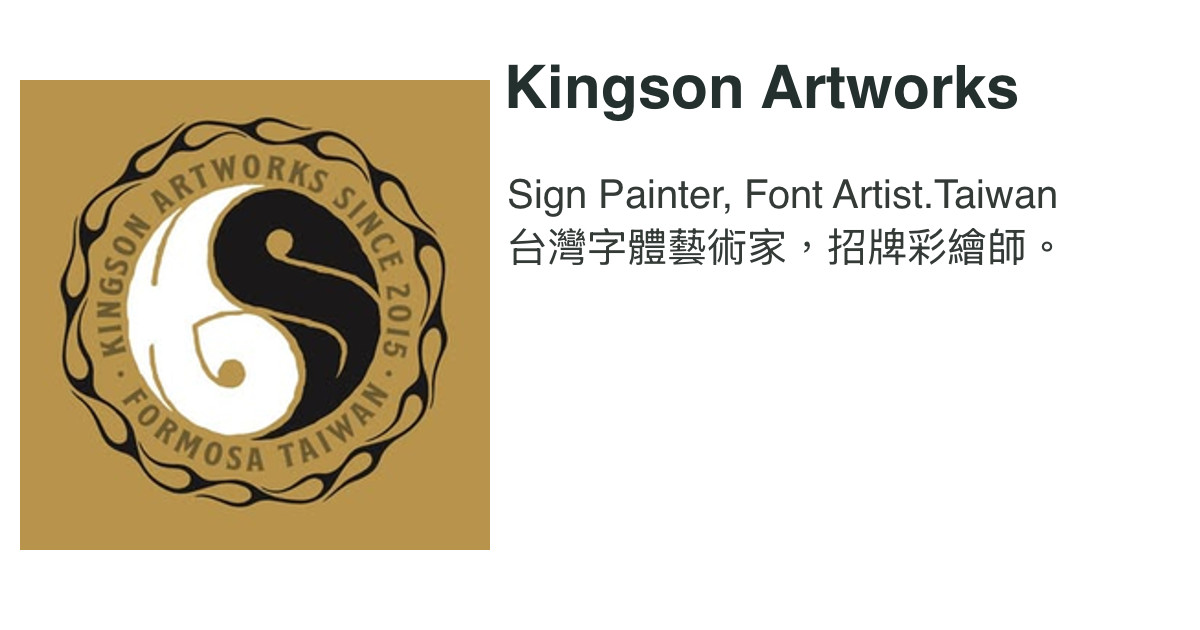 Kingson Artworks
Sign Painter, Font Artist.Taiwan
台灣字體藝術家，招牌彩繪師。
KINGSON ARTWORKS SINCE 2015
· FORMOSA TAIWAN ·